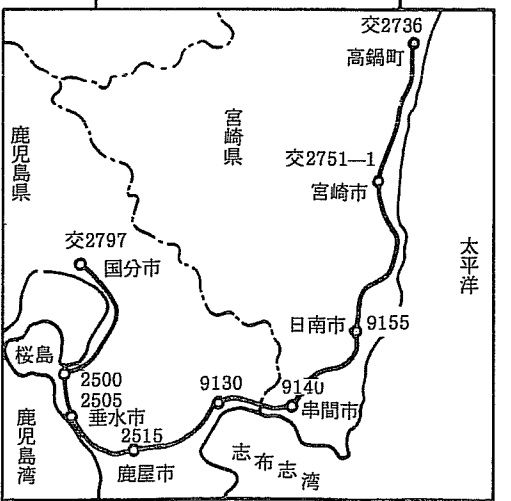 交2736
高鍋町
宮崎県
交2751—1
宮崎市
鹿児島県
交2797
国分市
太平洋
日南市
9155
桜島
2500
9130
9140
串間市
2505
垂水市
2515
鹿屋市
鹿児島湾
志布志湾